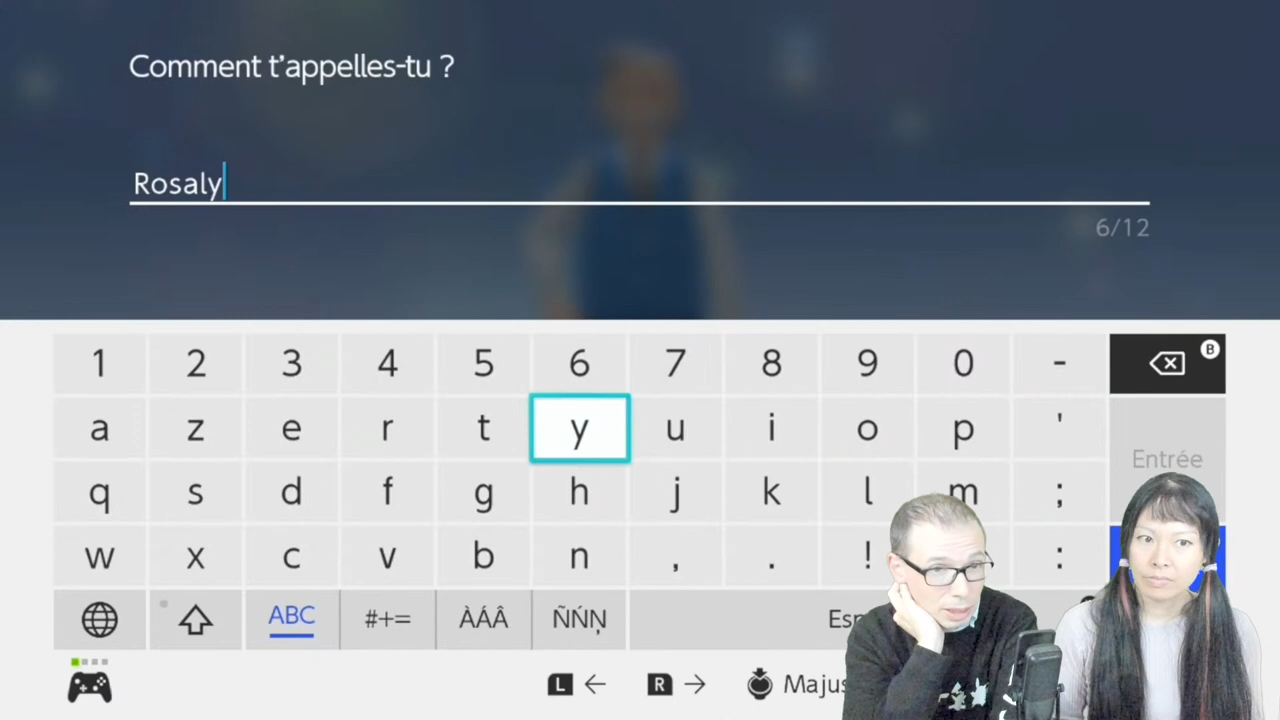 Comment t'appelles-tu ?
Rosaly
6/12
1 2 3 4 5 6 7 8 9 0 -
B
a z e r t y u i o p '
Entrée
q s d f g h j k l m ;
w x c v b n , . ! :
ABC #+= ÀÁÂ ÑŃŅ
L ← R →